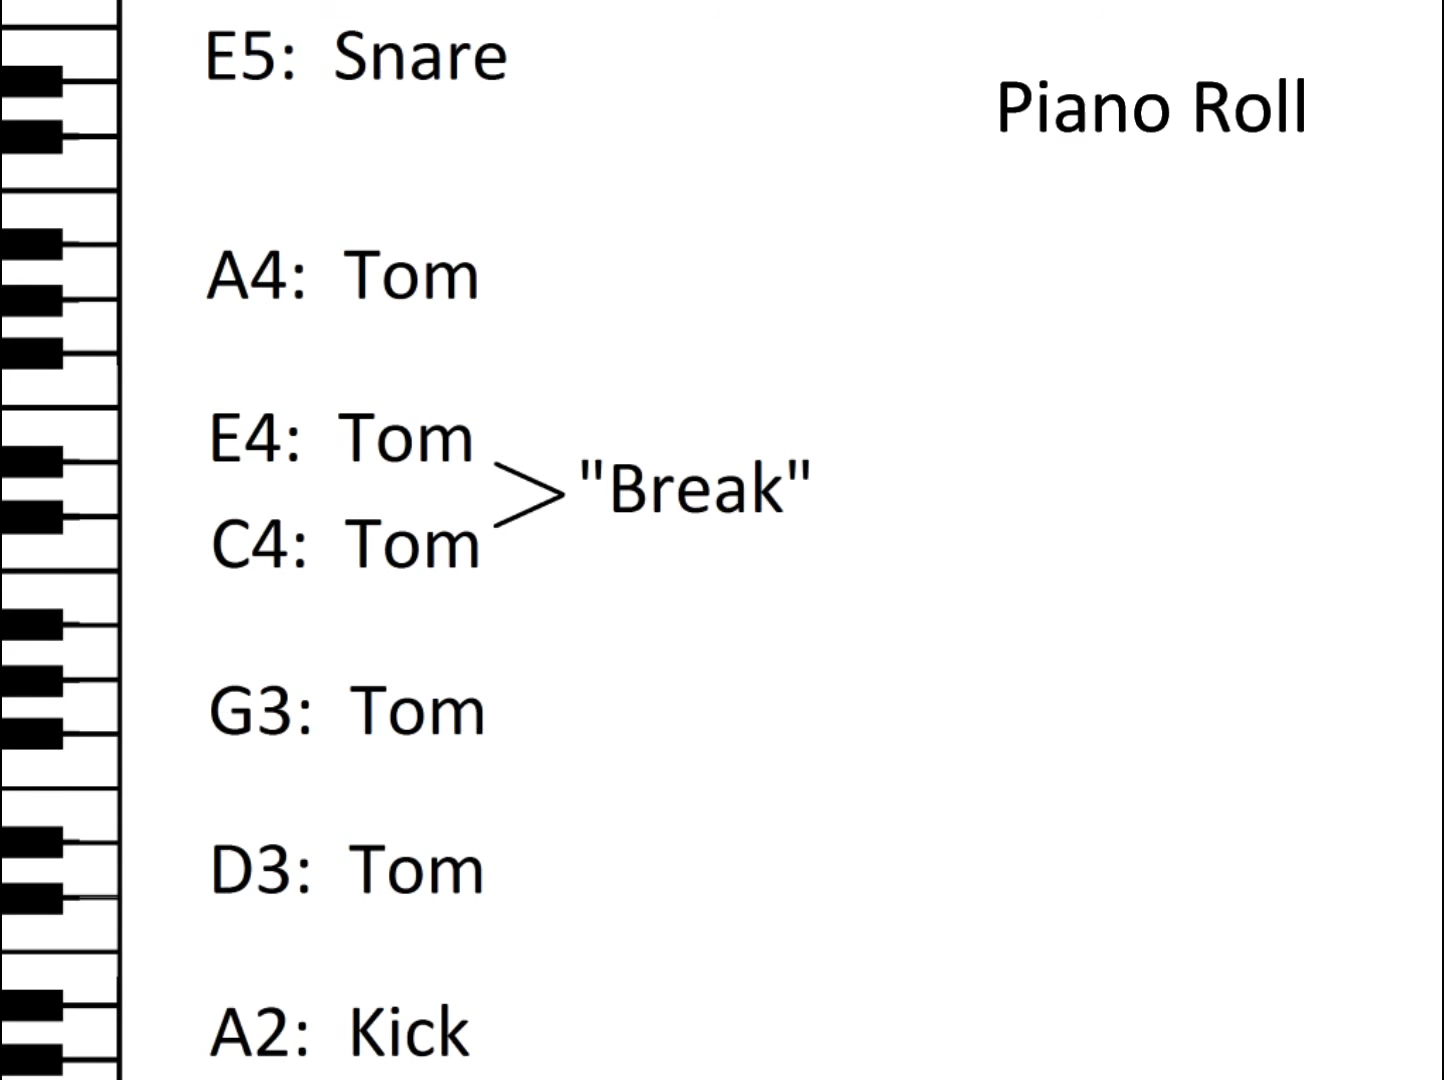 E5: Snare
Piano Roll
A4: Tom
E4: Tom
"Break"
C4: Tom
G3: Tom
D3: Tom
A2: Kick